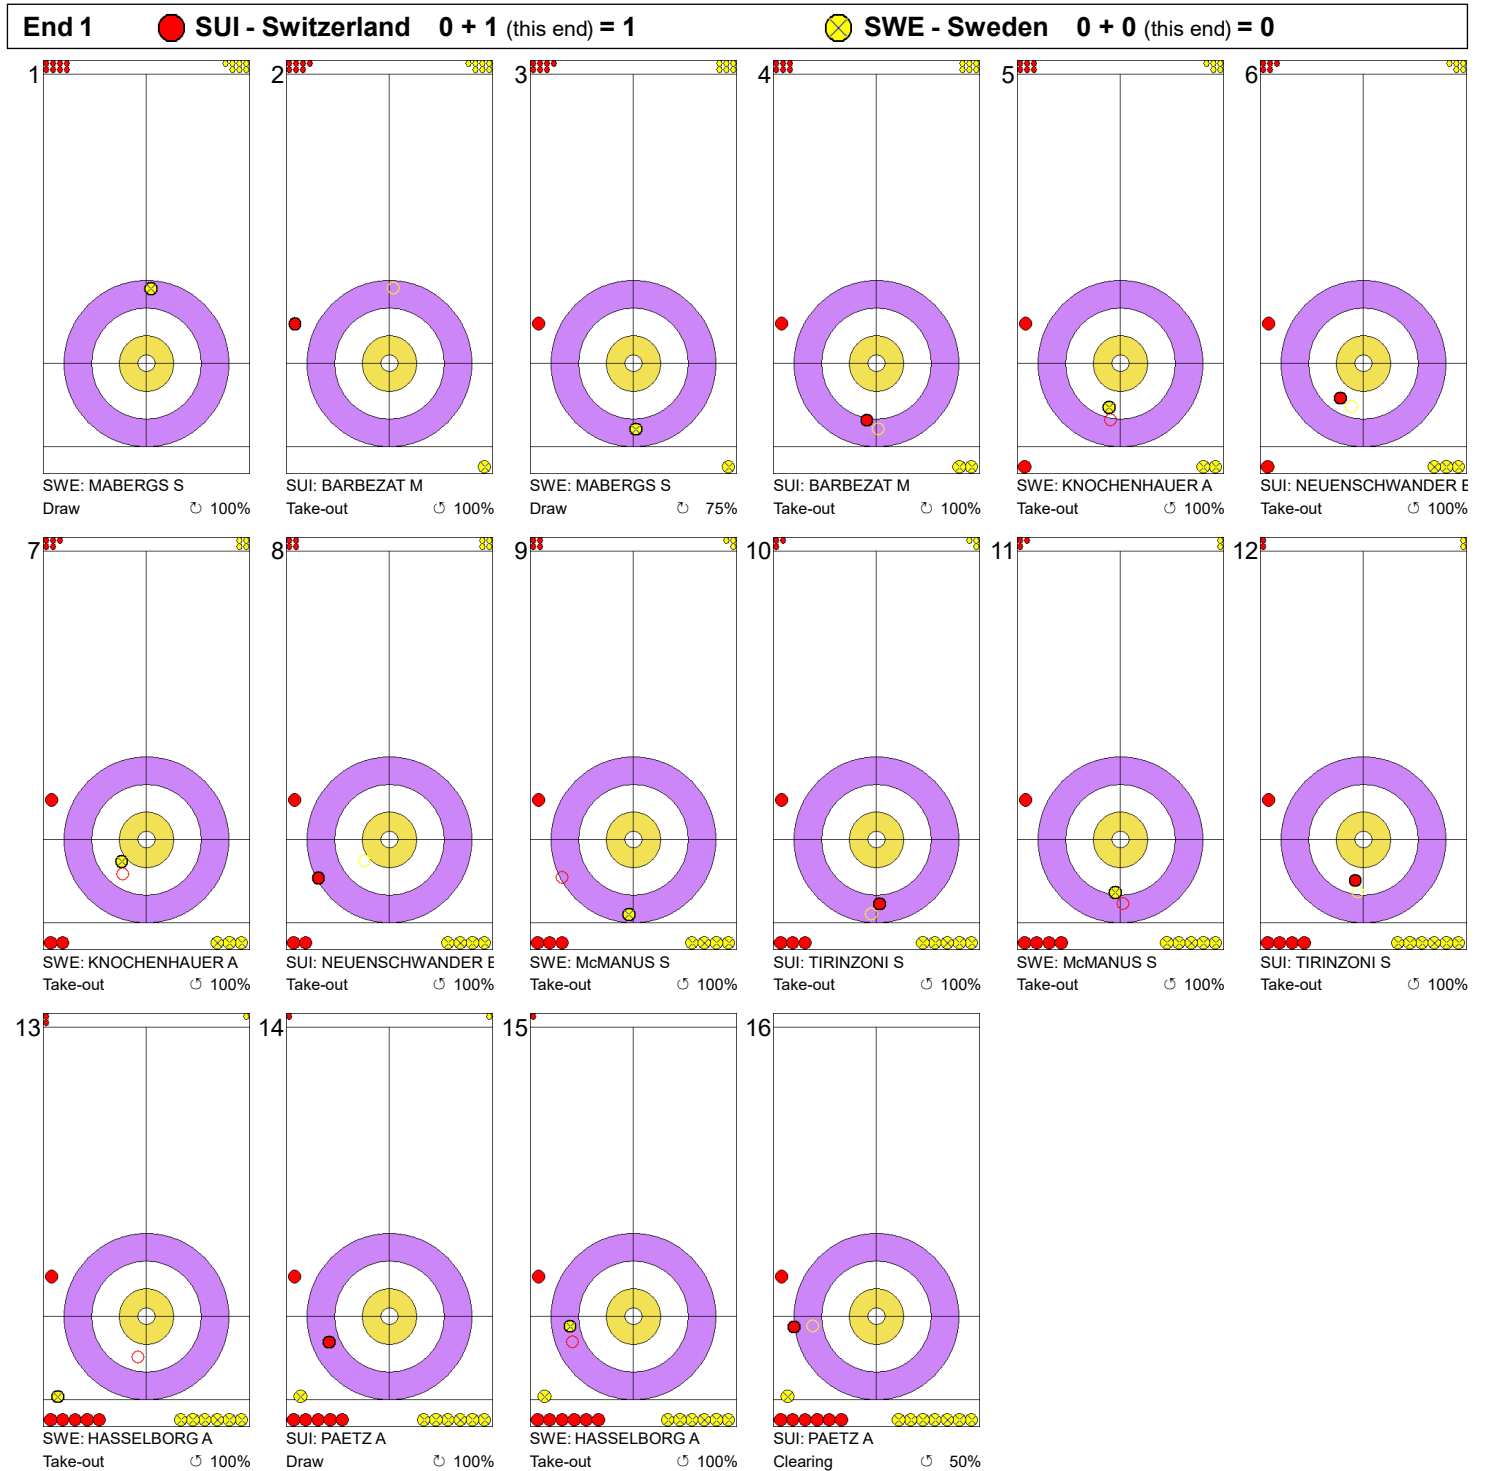 End 1 SUI - Switzerland 0 + 1 (this end) = 1 SWE - Sweden 0 + 0 (this end) = 0
1 2 3 4 5 6
SWE: MABERGS S SUI: BARBEZAT M SWE: MABERGS S SUI: BARBEZAT M SWE: KNOCHENHAUER A SUI: NEUENSCHWANDER E
Draw ↻ 100% Take-out ↺ 100% Draw ↻ 75% Take-out ↻ 100% Take-out ↺ 100% Take-out ↺ 100%
7 8 9 10 11 12
SWE: KNOCHENHAUER A SUI: NEUENSCHWANDER E SWE: McMANUS S SUI: TIRINZONI S SWE: McMANUS S SUI: TIRINZONI S
Take-out ↺ 100% Take-out ↺ 100% Take-out ↺ 100% Take-out ↺ 100% Take-out ↺ 100% Take-out ↺ 100%
13 14 15 16
SWE: HASSELBORG A SUI: PAETZ A SWE: HASSELBORG A SUI: PAETZ A
Take-out ↺ 100% Draw ↻ 100% Take-out ↺ 100% Clearing ↺ 50%